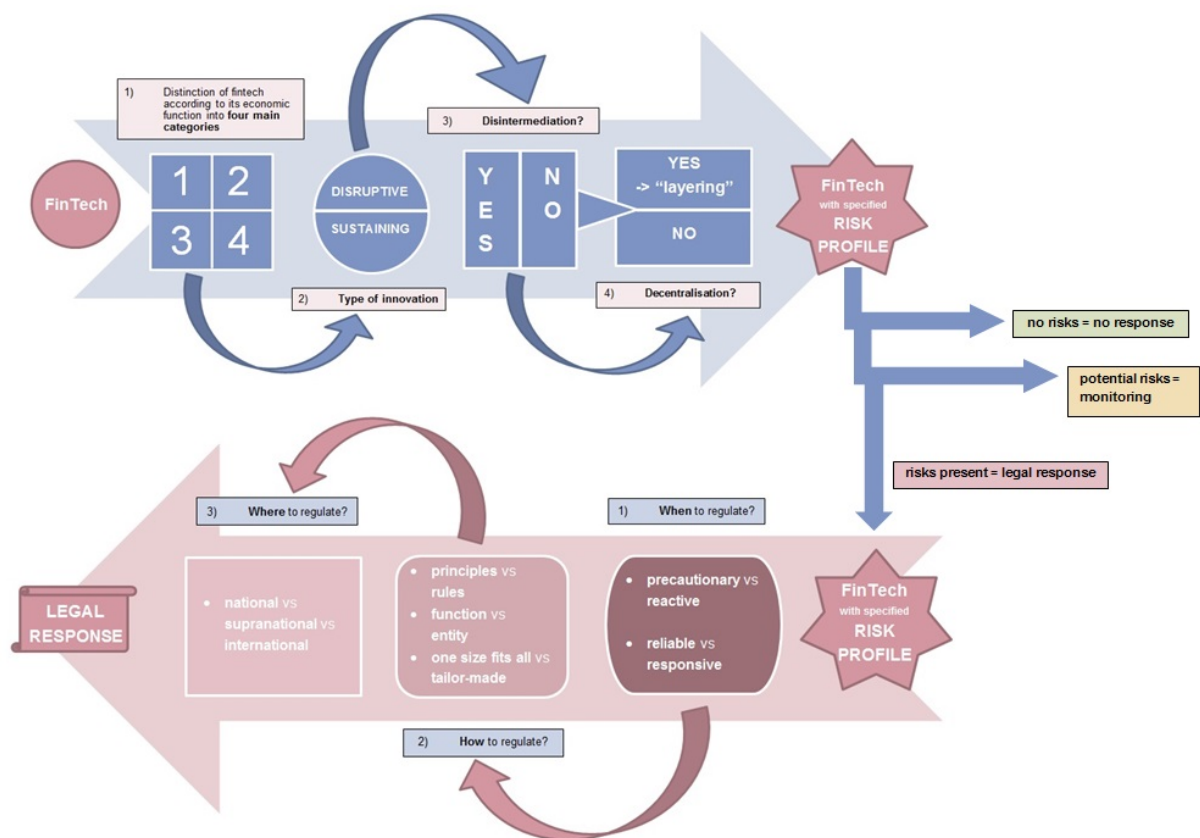 1) Distinction of fintech
according to its economic
function into four main
categories
3) Disintermediation?
FinTech
1 2
3 4
DISRUPTIVE
SUSTAINING
YES
NO
YES
-> “layering”
NO
FinTech
with specified
RISK
PROFILE
2) Type of innovation
4) Decentralisation?
no risks = no response
potential risks =
monitoring
risks present = legal response
3) Where to regulate?
1) When to regulate?
LEGAL
RESPONSE
• national vs
supranational vs
international
• principles vs
rules
• function vs
entity
• one size fits all vs
tailor-made
• precautionary vs
reactive
• reliable vs
responsive
FinTech
with specified
RISK
PROFILE
2) How to regulate?